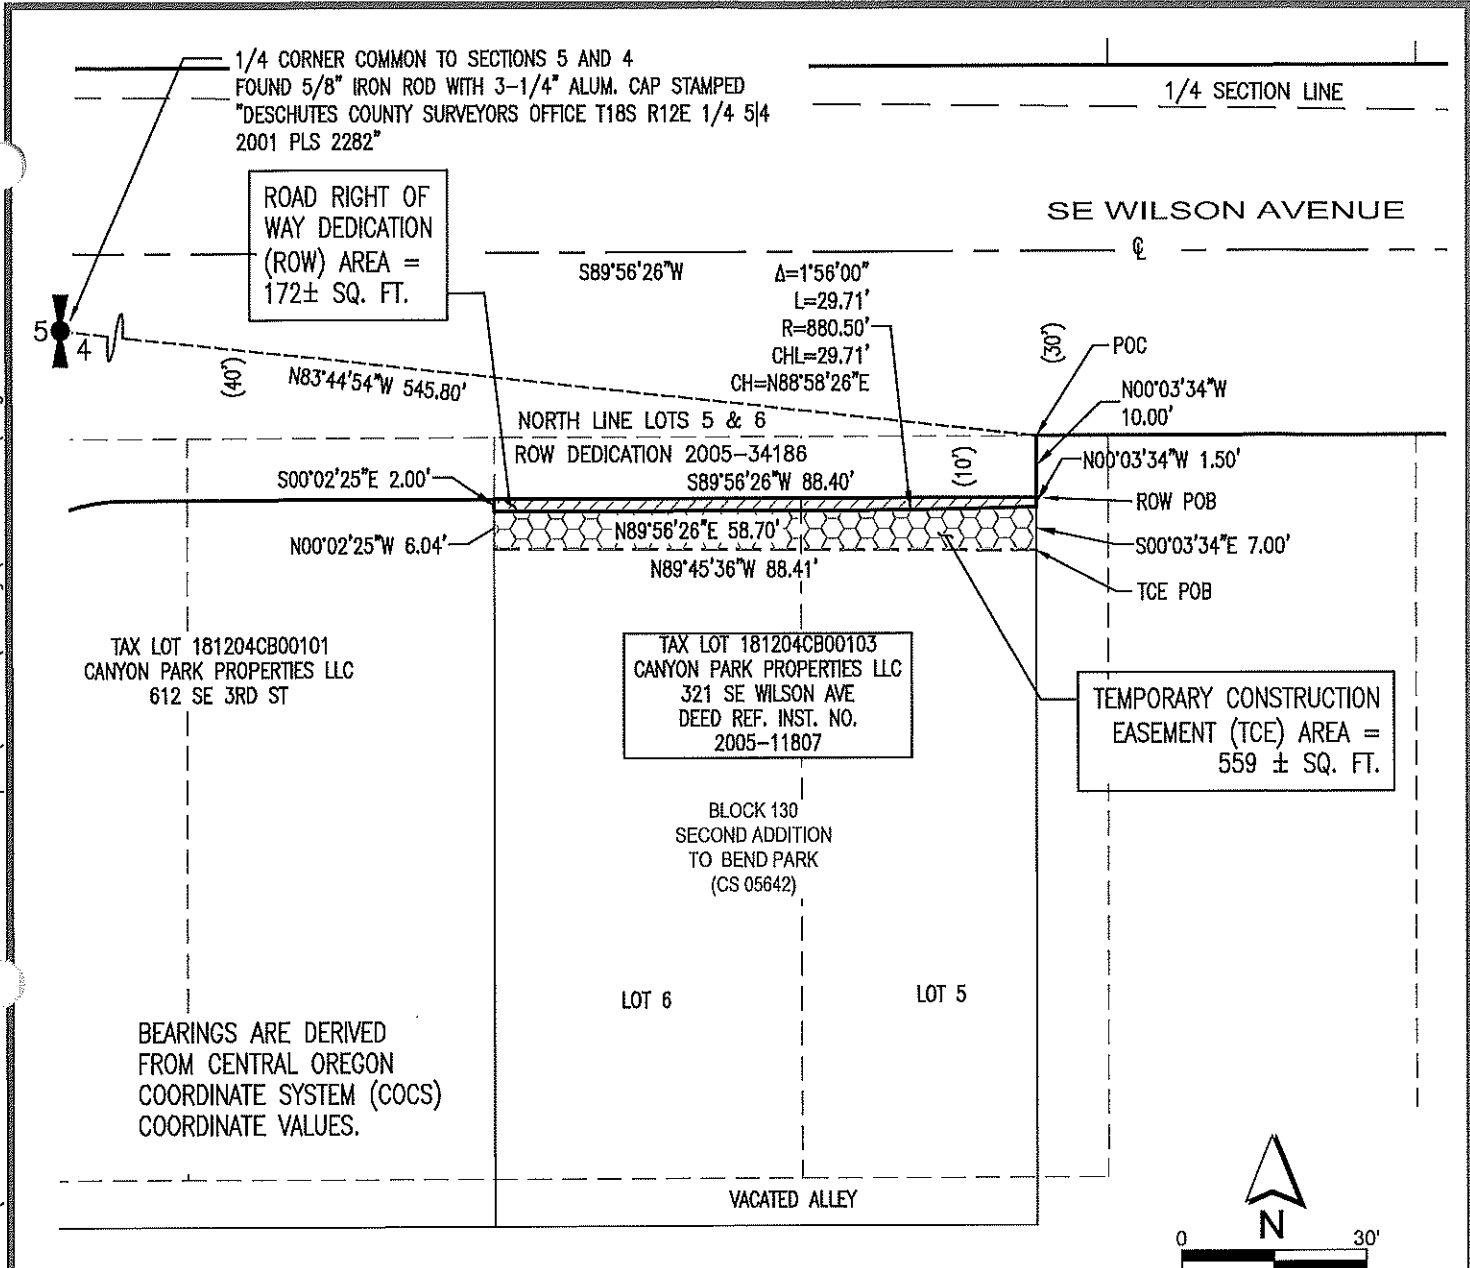 1/4 CORNER COMMON TO SECTIONS 5 AND 4
FOUND 5/8" IRON ROD WITH 3-1/4" ALUM. CAP STAMPED
"DESCHUTES COUNTY SURVEYORS OFFICE T18S R12E 1/4 5|4
2001 PLS 2282"
1/4 SECTION LINE
ROAD RIGHT OF
WAY DEDICATION
(ROW) AREA =
172± SQ. FT.
SE WILSON AVENUE
℄
S89°56'26"W
Δ=1°56'00"
L=29.71'
R=880.50'
CHL=29.71'
CH=N88°58'26"E
5
4
(40')
N83°44'54"W 545.80'
(30')
POC
N00°03'34"W
10.00'
NORTH LINE LOTS 5 & 6
ROW DEDICATION 2005-34186
(10')
N00°03'34"W 1.50'
S00°02'25"E 2.00'
S89°56'26"W 88.40'
ROW POB
N00°02'25"W 6.04'
N89°56'26"E 58.70'
S00°03'34"E 7.00'
N89°45'36"W 88.41'
TCE POB
TAX LOT 181204CB00101
CANYON PARK PROPERTIES LLC
612 SE 3RD ST
TAX LOT 181204CB00103
CANYON PARK PROPERTIES LLC
321 SE WILSON AVE
DEED REF. INST. NO.
2005-11807
TEMPORARY CONSTRUCTION
EASEMENT (TCE) AREA =
559 ± SQ. FT.
BLOCK 130
SECOND ADDITION
TO BEND PARK
(CS 05642)
LOT 6
LOT 5
BEARINGS ARE DERIVED
FROM CENTRAL OREGON
COORDINATE SYSTEM (COCS)
COORDINATE VALUES.
VACATED ALLEY
N
0
30'